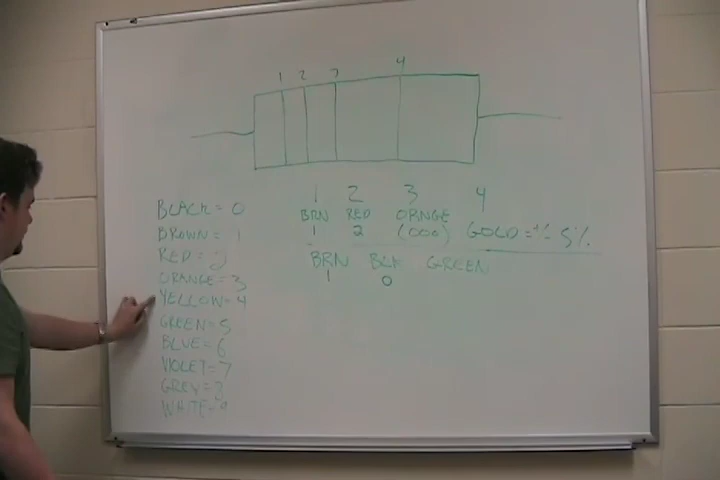 1 2 3 4
1 2 3 4
BRN RED ORNGE
1 2 (000) GOLD = +/- 5%
BRN BLK GREEN
1 0
BLACK = 0
BROWN = 1
RED = 2
ORANGE = 3
YELLOW = 4
GREEN = 5
BLUE = 6
VIOLET = 7
GREY = 8
WHITE = 9